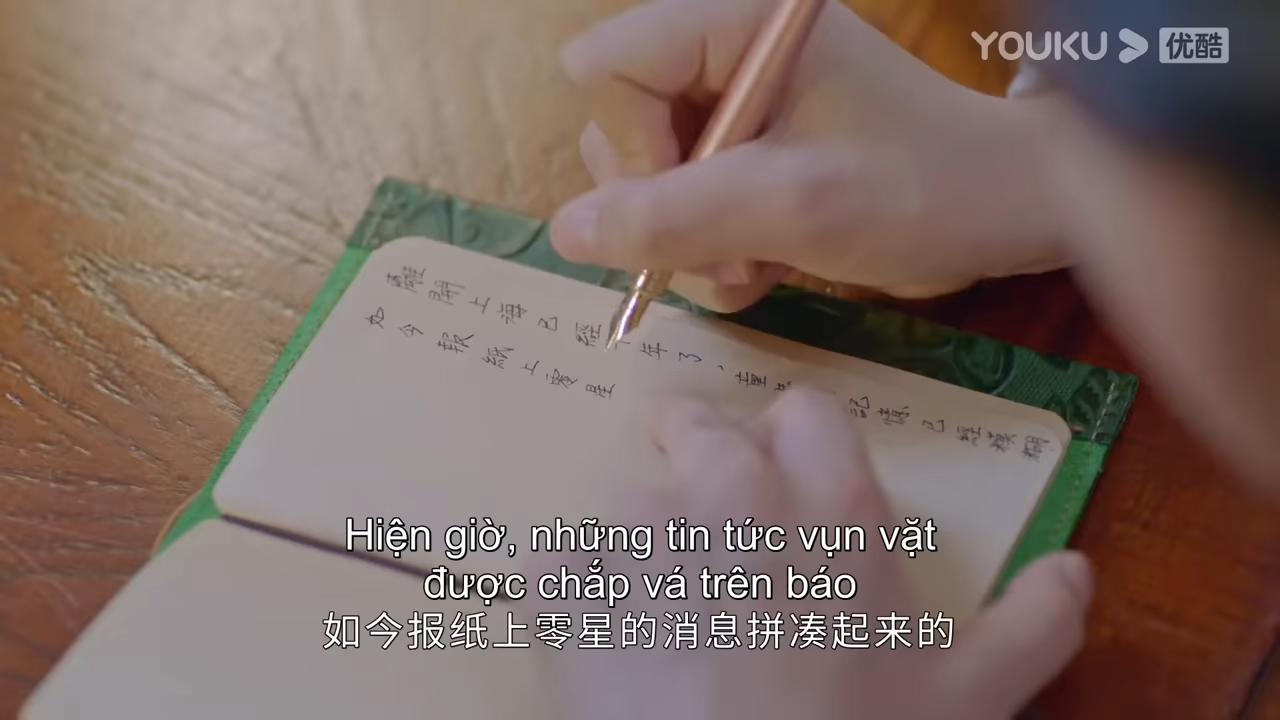 YOUKU 优酷
離開上海已經 年了,這 記憶已經模糊
如今報紙上零星
Hiện giờ, những tin tức vụn vặt
được chắp vá trên báo
如今报纸上零星的消息拼凑起来的